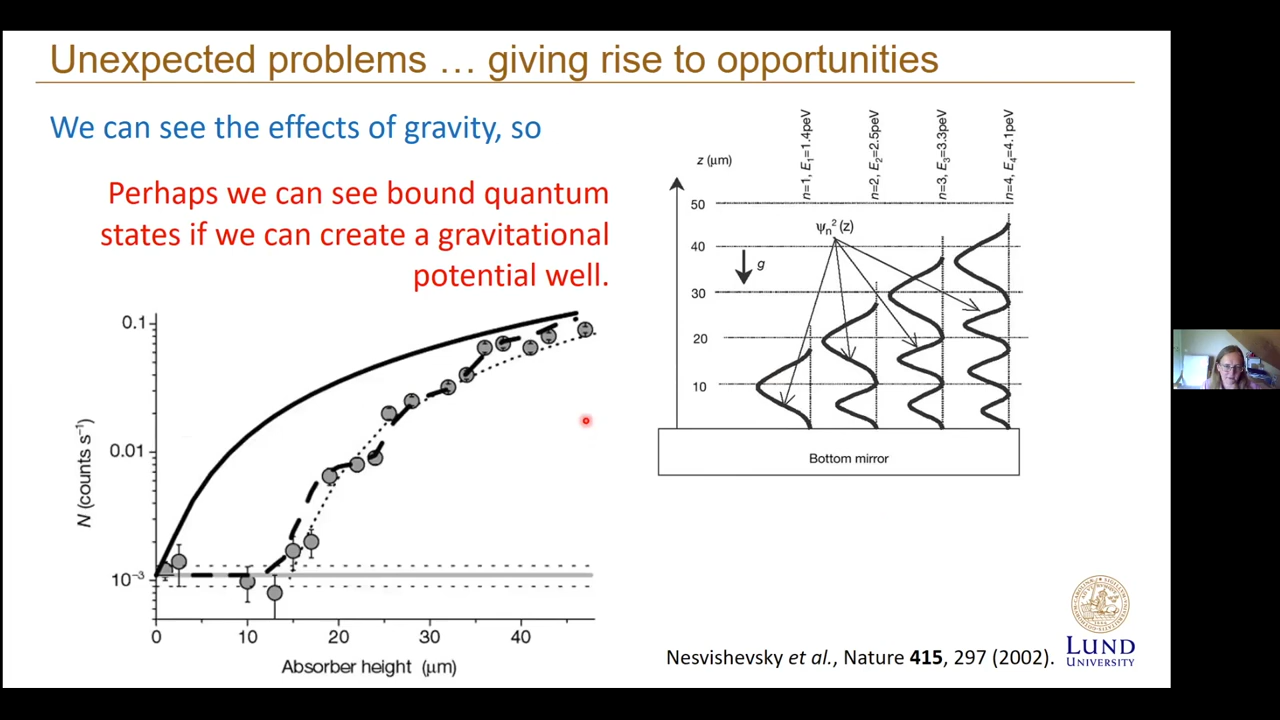 Unexpected problems … giving rise to opportunities
We can see the effects of gravity, so
Perhaps we can see bound quantum
states if we can create a gravitational
potential well.
0.1
0.01
10⁻³
N (counts s⁻¹)
0 10 20 30 40
Absorber height (μm)
z (μm)
n=1, E₁=1.4peV
n=2, E₂=2.5peV
n=3, E₃=3.3peV
n=4, E₄=4.1peV
50
ψₙ²(z)
40
g
30
20
10
Bottom mirror
Nesvishevsky et al., Nature 415, 297 (2002).
LUND
UNIVERSITY